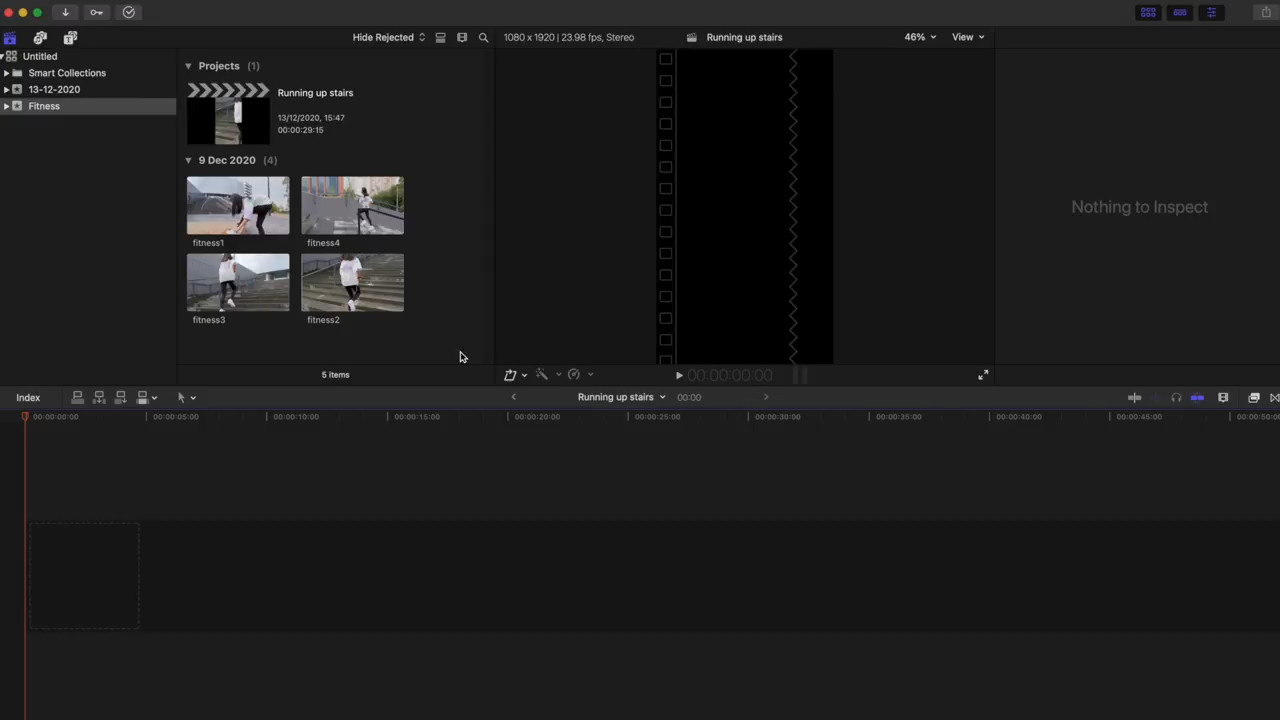 Hide Rejected
1080 x 1920 | 23.98 fps, Stereo
Running up stairs
46%
View
Untitled
Smart Collections
13-12-2020
Fitness
Projects (1)
Running up stairs
13/12/2020, 15:47
00:00:29:15
9 Dec 2020 (4)
fitness1
fitness4
fitness3
fitness2
5 items
Nothing to Inspect
00:00:00:00
Index
Running up stairs
00:00
00:00:00:00
00:00:05:00
00:00:10:00
00:00:15:00
00:00:20:00
00:00:25:00
00:00:30:00
00:00:35:00
00:00:40:00
00:00:45:00
00:00:50:00